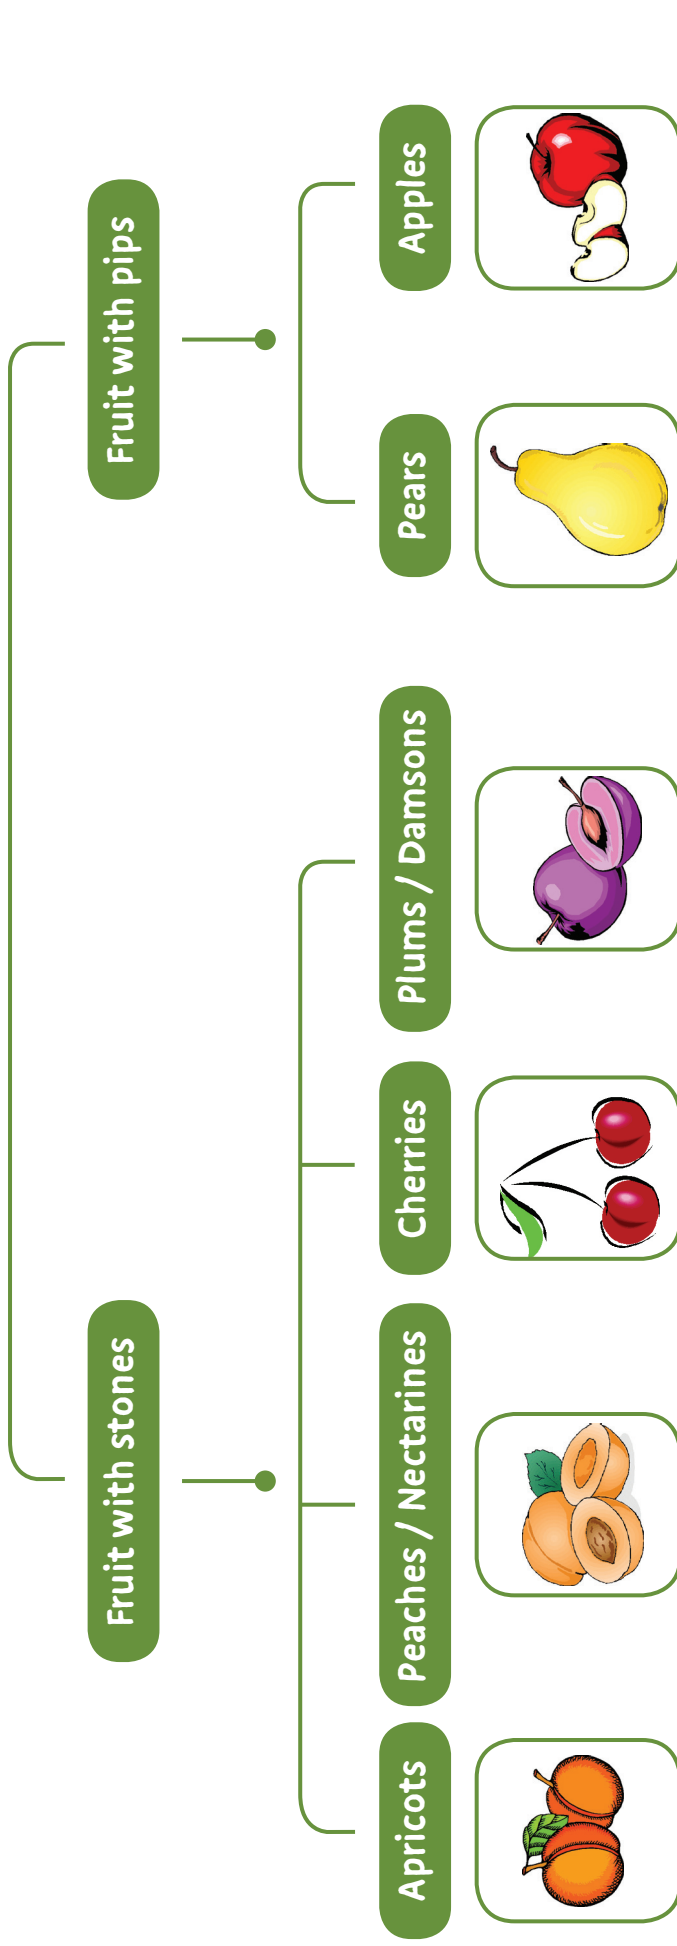 Fruit with stones
Fruit with pips
Apricots
Peaches / Nectarines
Cherries
Plums / Damsons
Pears
Apples